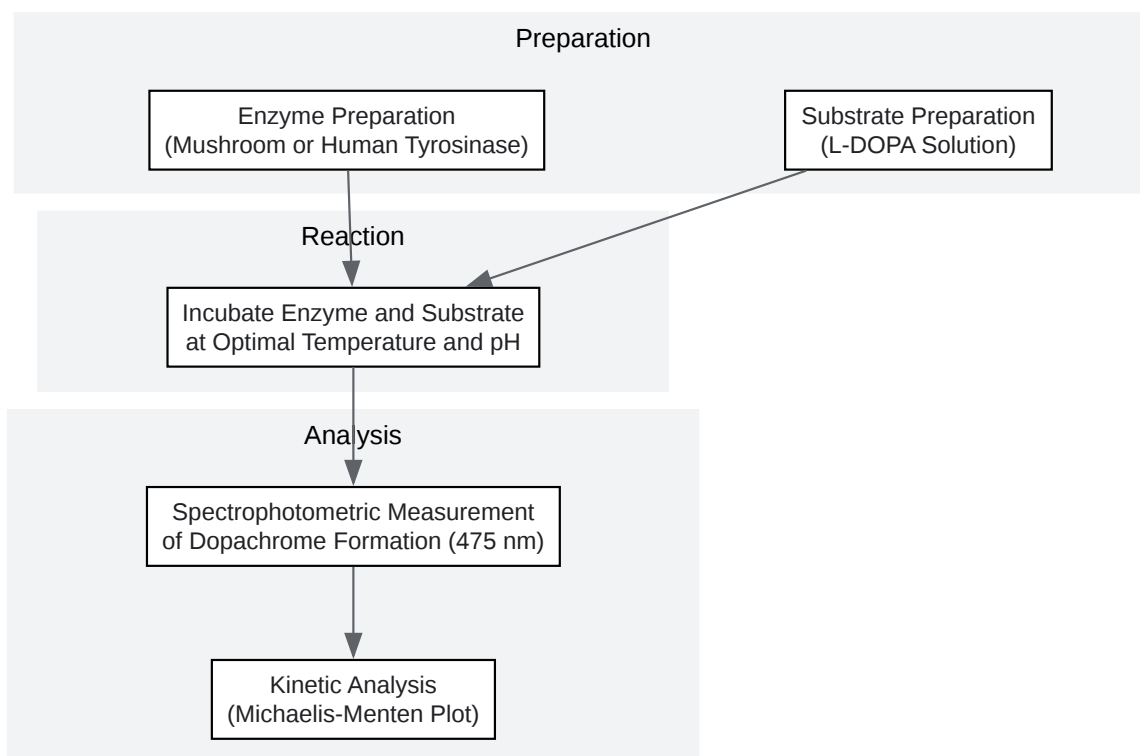 Preparation
Enzyme Preparation
(Mushroom or Human Tyrosinase)
Substrate Preparation
(L-DOPA Solution)
Reaction
Incubate Enzyme and Substrate
at Optimal Temperature and pH
Analysis
Spectrophotometric Measurement
of Dopachrome Formation (475 nm)
Kinetic Analysis
(Michaelis-Menten Plot)